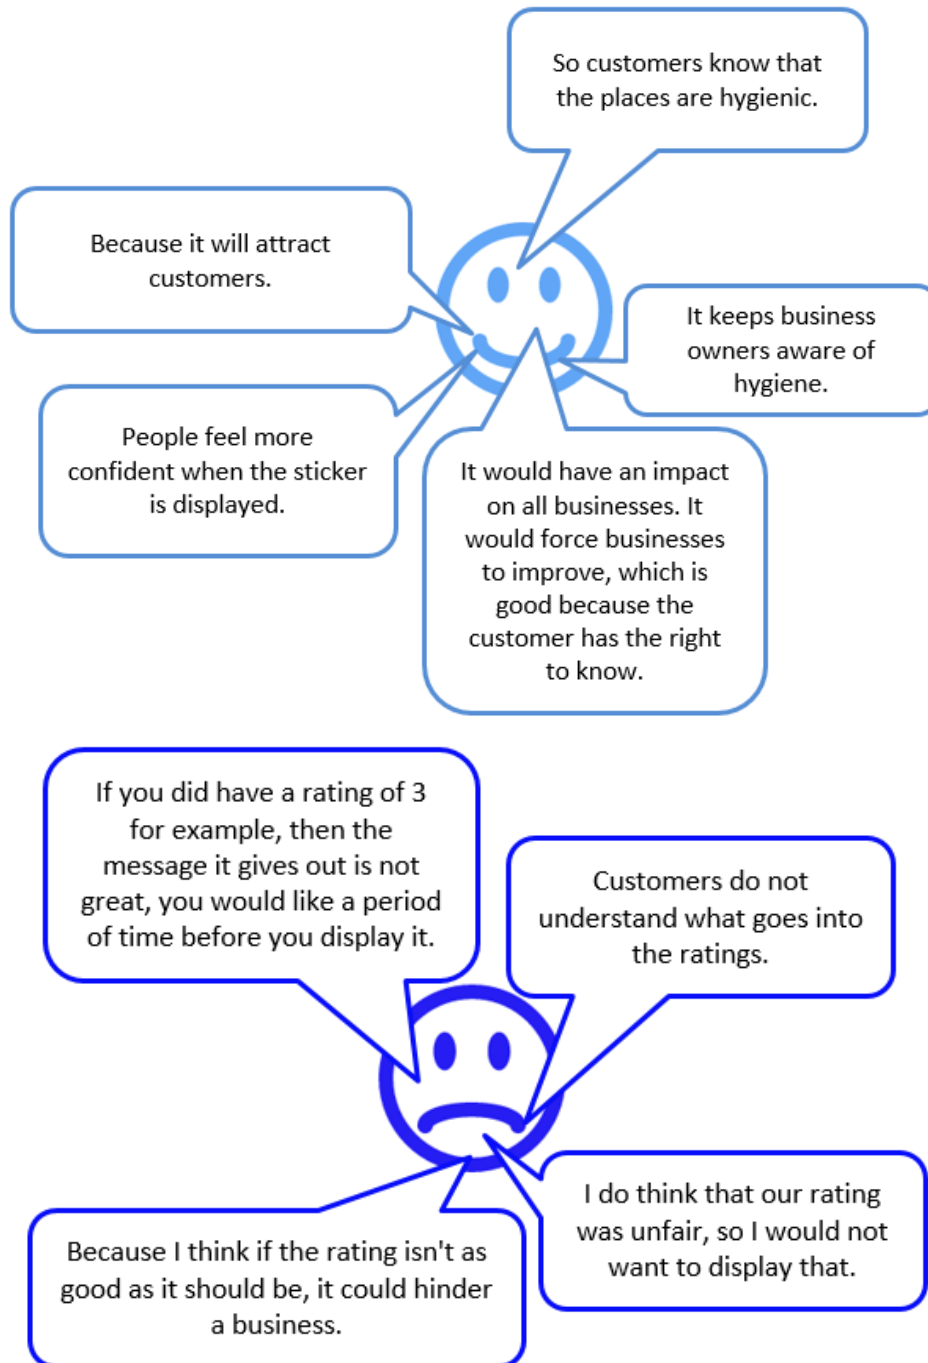 So customers know that
the places are hygienic.
Because it will attract
customers.
It keeps business
owners aware of
hygiene.
People feel more
confident when the sticker
is displayed.
It would have an impact
on all businesses. It
would force businesses
to improve, which is
good because the
customer has the right
to know.
If you did have a rating of 3
for example, then the
message it gives out is not
great, you would like a period
of time before you display it.
Customers do not
understand what goes into
the ratings.
I do think that our rating
was unfair, so I would not
want to display that.
Because I think if the rating isn't as
good as it should be, it could hinder
a business.